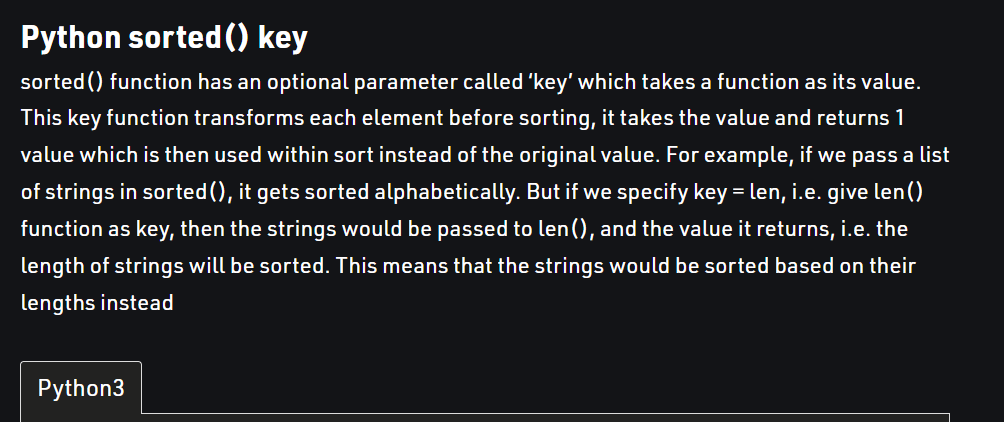 Python sorted() key
sorted() function has an optional parameter called ‘key’ which takes a function as its value.
This key function transforms each element before sorting, it takes the value and returns 1
value which is then used within sort instead of the original value. For example, if we pass a list
of strings in sorted(), it gets sorted alphabetically. But if we specify key = len, i.e. give len()
function as key, then the strings would be passed to len(), and the value it returns, i.e. the
length of strings will be sorted. This means that the strings would be sorted based on their
lengths instead
Python3